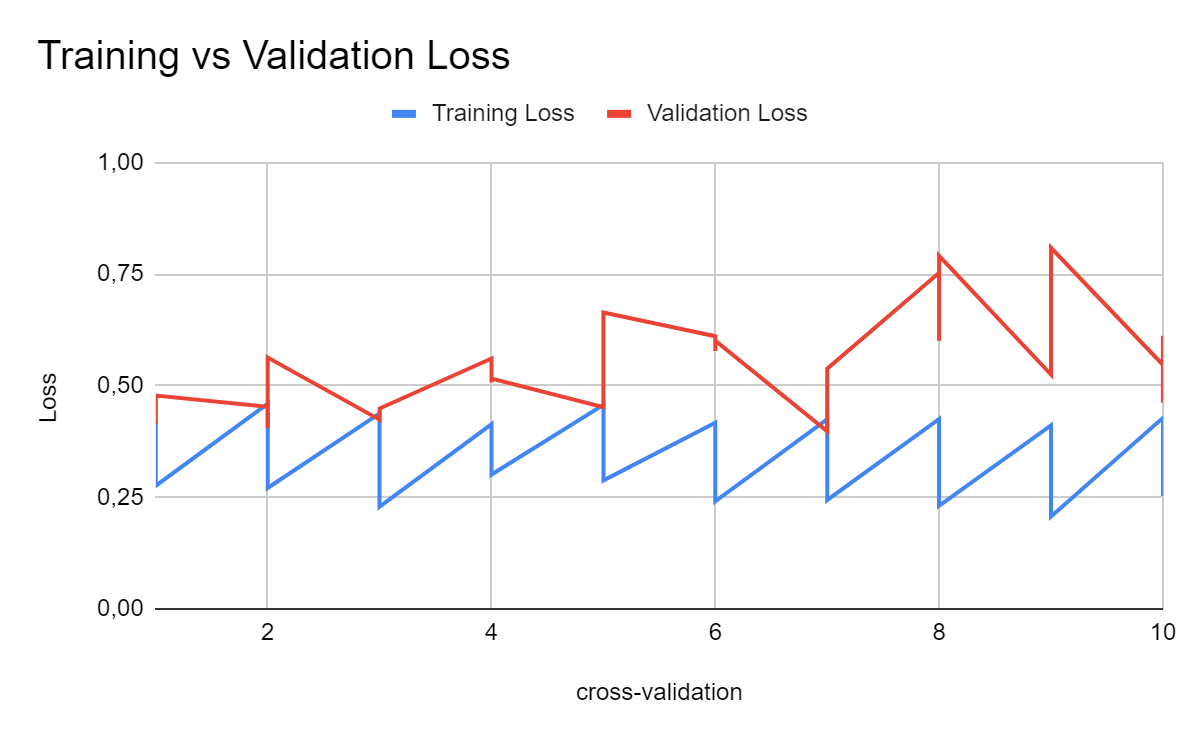 Training vs Validation Loss
Training Loss Validation Loss
1,00
0,75
0,50
0,25
0,00
Loss
2 4 6 8 10
cross-validation